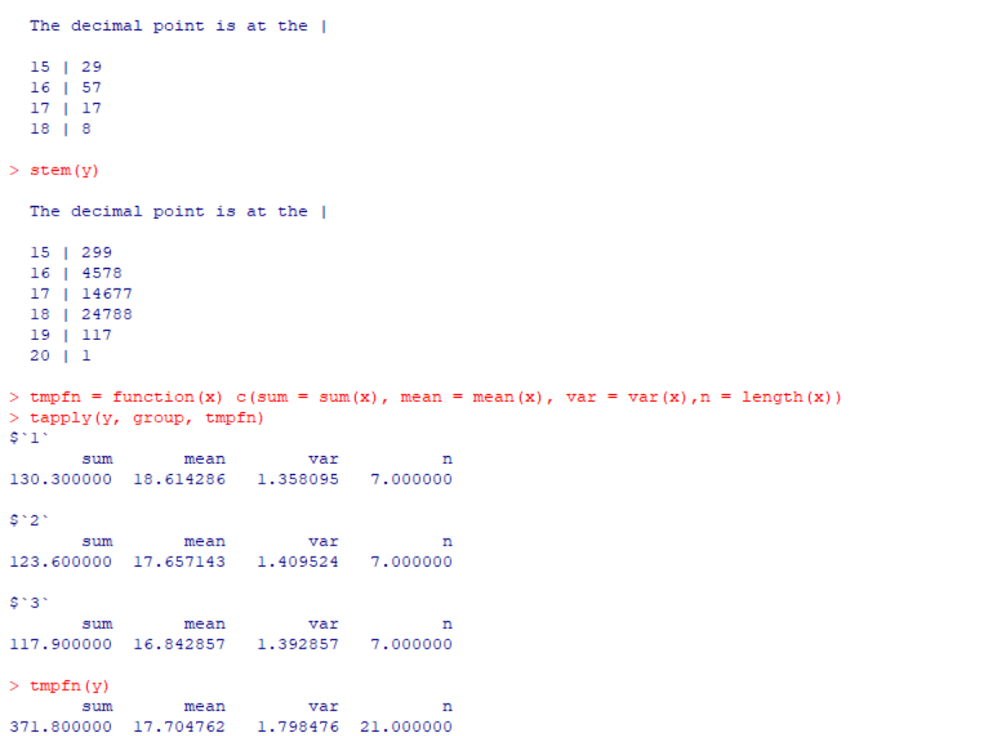 The decimal point is at the |
15 | 29
16 | 57
17 | 17
18 | 8
> stem(y)
The decimal point is at the |
15 | 299
16 | 4578
17 | 14677
18 | 24788
19 | 117
20 | 1
> tmpfn = function(x) c(sum = sum(x), mean = mean(x), var = var(x),n = length(x))
> tapply(y, group, tmpfn)
$`1`
sum mean var n
130.300000 18.614286 1.358095 7.000000
$`2`
sum mean var n
123.600000 17.657143 1.409524 7.000000
$`3`
sum mean var n
117.900000 16.842857 1.392857 7.000000
> tmpfn(y)
sum mean var n
371.800000 17.704762 1.798476 21.000000